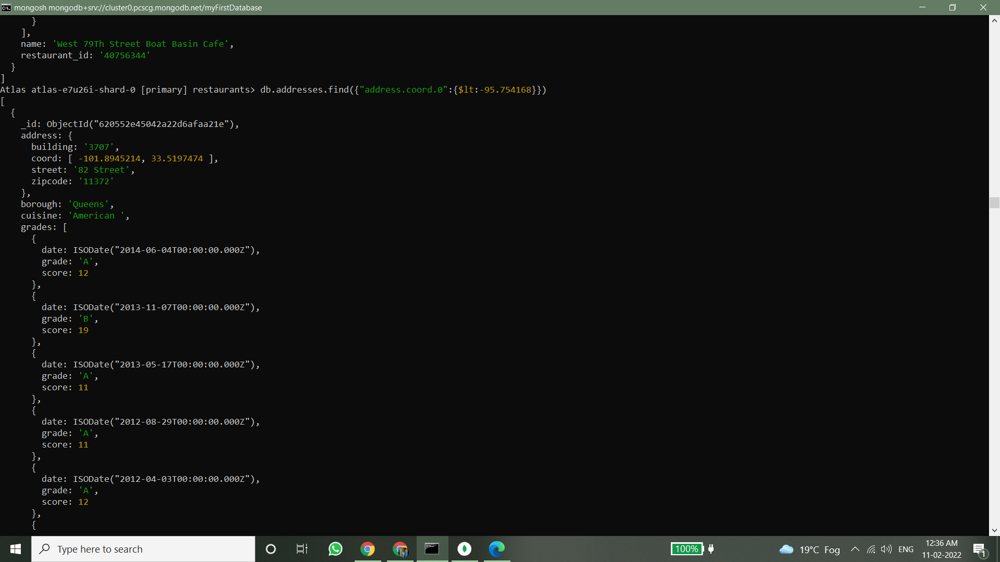 mongosh mongodb+srv://cluster0.pcscg.mongodb.net/myFirstDatabase
      }
    ],
    name: 'West 79Th Street Boat Basin Cafe',
    restaurant_id: '40756344'
  }
]
Atlas atlas-e7u26i-shard-0 [primary] restaurants> db.addresses.find({"address.coord.0":{$lt:-95.754168}})
[
  {
    _id: ObjectId("620552e45042a22d6afaa21e"),
    address: {
      building: '3707',
      coord: [ -101.8945214, 33.5197474 ],
      street: '82 Street',
      zipcode: '11372'
    },
    borough: 'Queens',
    cuisine: 'American ',
    grades: [
      {
        date: ISODate("2014-06-04T00:00:00.000Z"),
        grade: 'A',
        score: 12
      },
      {
        date: ISODate("2013-11-07T00:00:00.000Z"),
        grade: 'B',
        score: 19
      },
      {
        date: ISODate("2013-05-17T00:00:00.000Z"),
        grade: 'A',
        score: 11
      },
      {
        date: ISODate("2012-08-29T00:00:00.000Z"),
        grade: 'A',
        score: 11
      },
      {
        date: ISODate("2012-04-03T00:00:00.000Z"),
        grade: 'A',
        score: 12
      },
      {
Type here to search
100%
19°C Fog
ENG
12:36 AM
11-02-2022
1